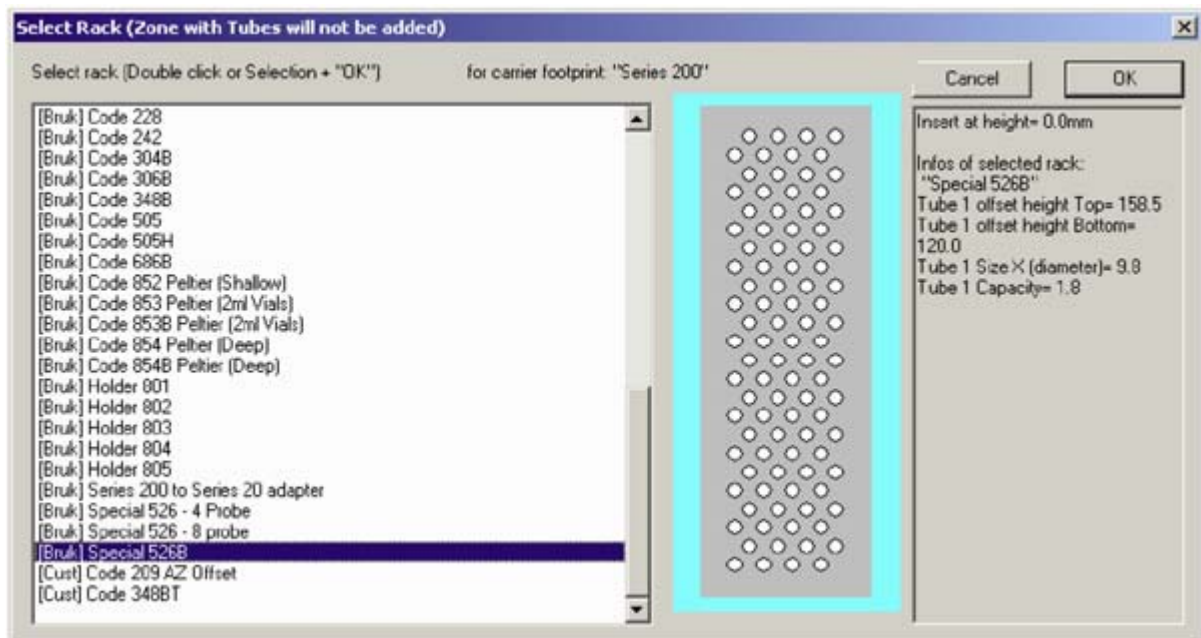 Select Rack (Zone with Tubes will not be added)
Select rack (Double click or Selection + "OK")
for carrier footprint: "Series 200"
Cancel
OK
[Bruk] Code 228
[Bruk] Code 242
[Bruk] Code 304B
[Bruk] Code 306B
[Bruk] Code 348B
[Bruk] Code 505
[Bruk] Code 505H
[Bruk] Code 686B
[Bruk] Code 852 Peltier (Shallow)
[Bruk] Code 853 Peltier (2ml Vials)
[Bruk] Code 853B Peltier (2ml Vials)
[Bruk] Code 854 Peltier (Deep)
[Bruk] Code 854B Peltier (Deep)
[Bruk] Holder 801
[Bruk] Holder 802
[Bruk] Holder 803
[Bruk] Holder 804
[Bruk] Holder 805
[Bruk] Series 200 to Series 20 adapter
[Bruk] Special 526 - 4 Probe
[Bruk] Special 526 - 8 probe
[Bruk] Special 526B
[Cust] Code 209 AZ Offset
[Cust] Code 348BT
Insert at height= 0.0mm
Infos of selected rack:
"Special 526B"
Tube 1 offset height Top= 158.5
Tube 1 offset height Bottom=
120.0
Tube 1 Size X (diameter)= 9.8
Tube 1 Capacity= 1.8